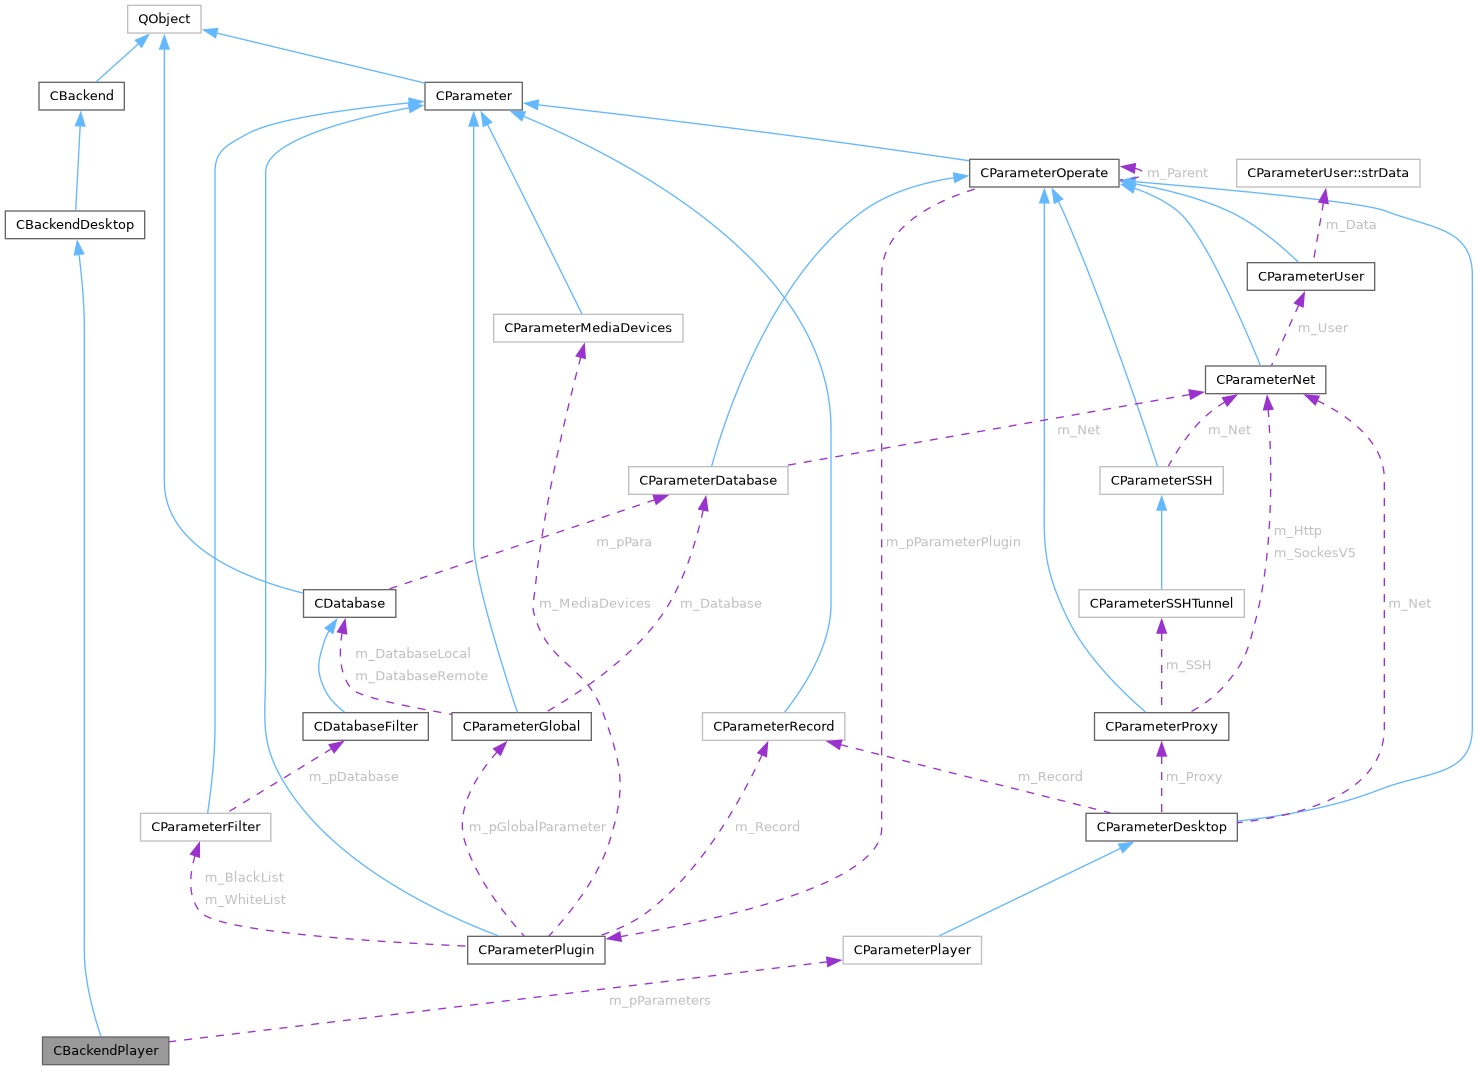 QObject
CBackend
CParameter
CParameterOperate
m_Parent
CParameterUser::strData
CBackendDesktop
m_Data
CParameterUser
CParameterMediaDevices
m_User
CParameterNet
m_Net
m_Net
CParameterDatabase
CParameterSSH
m_Http
m_SockesV5
m_pPara
m_pParameterPlugin
CDatabase
m_MediaDevices
m_Database
CParameterSSHTunnel
m_Net
m_DatabaseLocal
m_DatabaseRemote
m_SSH
CDatabaseFilter
CParameterGlobal
CParameterRecord
CParameterProxy
m_pDatabase
m_Record
m_Proxy
CParameterFilter
m_pGlobalParameter
m_Record
CParameterDesktop
m_BlackList
m_WhiteList
CParameterPlugin
CParameterPlayer
m_pParameters
CBackendPlayer